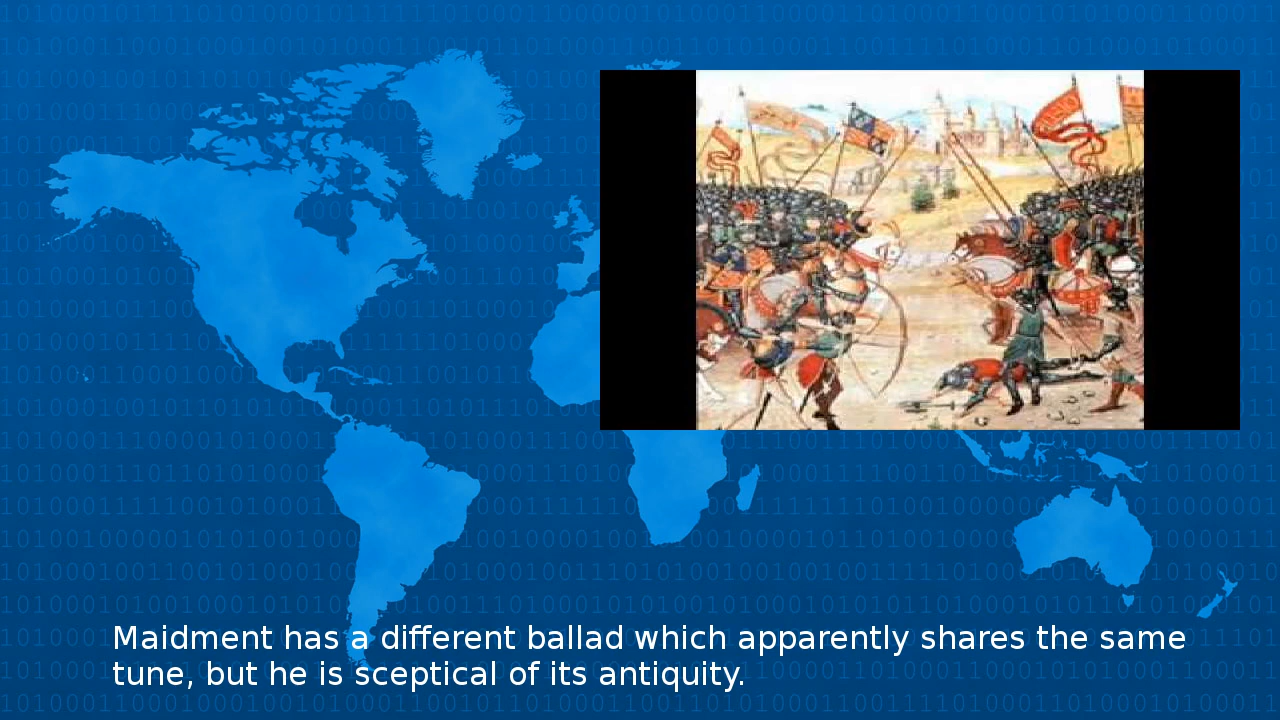 Maidment has a different ballad which apparently shares the same
tune, but he is sceptical of its antiquity.